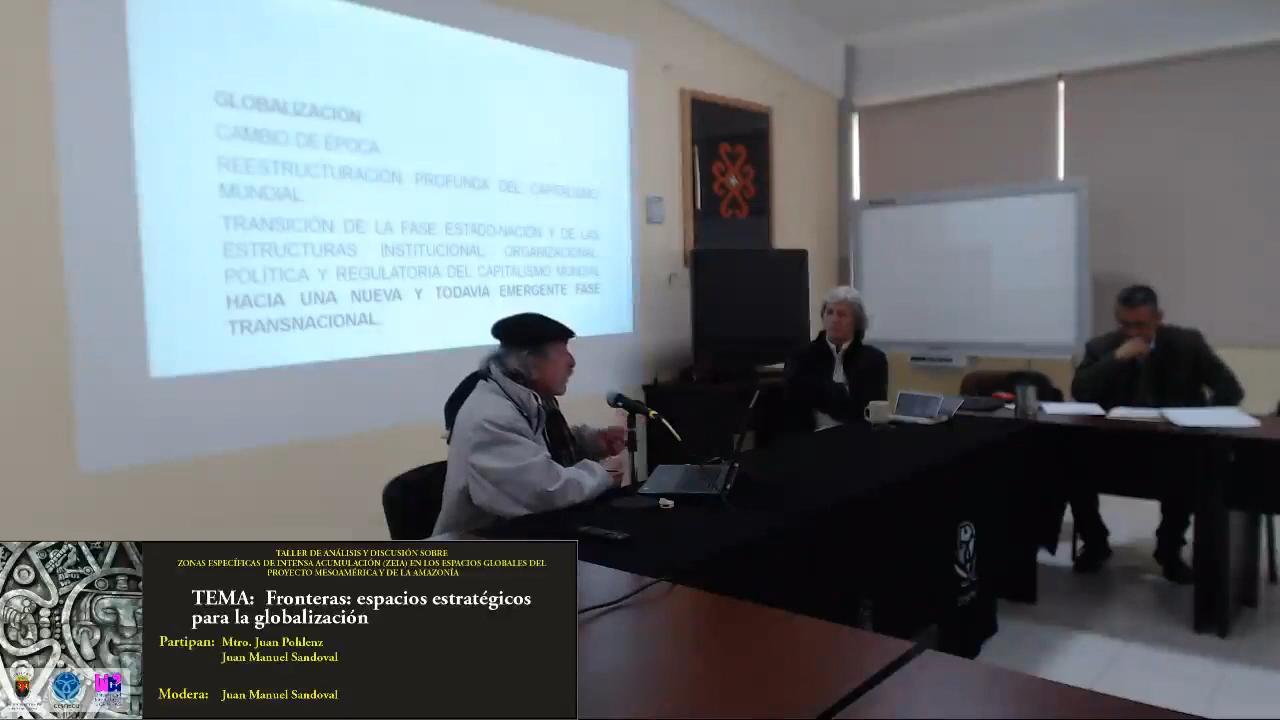 GLOBALIZACION
CAMBIO DE EPOCA
REESTRUCTURACION PROFUNDA DEL CAPITALISMO
MUNDIAL.
TRANSICIÓN DE LA FASE ESTADO-NACIÓN Y DE LAS
ESTRUCTURAS INSTITUCIONAL, ORGANIZACIONAL,
POLÍTICA Y REGULATORIA DEL CAPITALISMO MUNDIAL
HACIA UNA NUEVA Y TODAVIA EMERGENTE FASE
TRANSNACIONAL.
TALLER DE ANÁLISIS Y DISCUSIÓN SOBRE
ZONAS ESPECÍFICAS DE INTENSA ACUMULACIÓN (ZEIA) EN LOS ESPACIOS GLOBALES DEL
PROYECTO MESOAMÉRICA Y DE LA AMAZONÍA
TEMA: Fronteras: espacios estratégicos
para la globalización
Partipan: Mtro. Juan Pohlenz
Juan Manuel Sandoval
Modera: Juan Manuel Sandoval